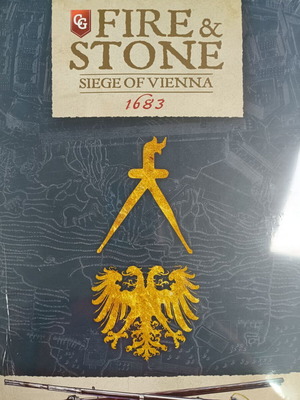 CG
FIRE &
STONE
SIEGE OF VIENNA
1683